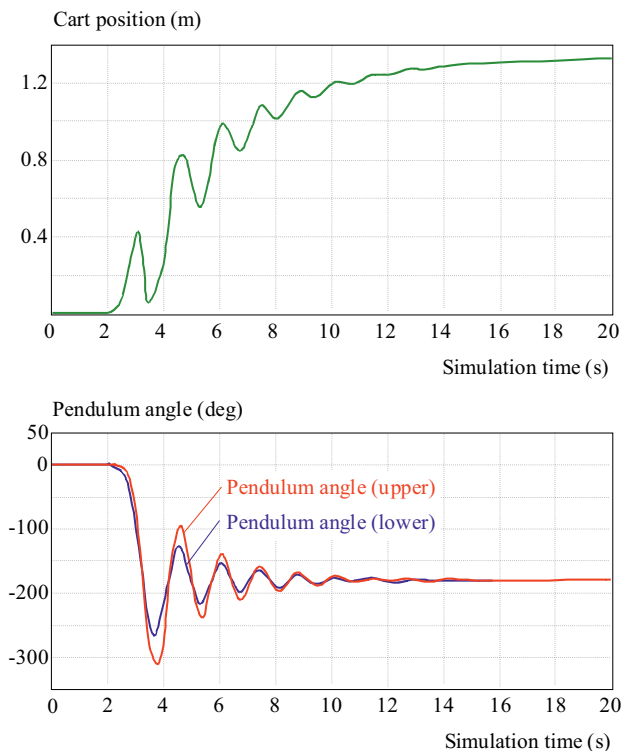 Cart position (m)
1.2
0.8
0.4
0 2 4 6 8 10 12 14 16 18 20
Simulation time (s)
Pendulum angle (deg)
50
0
Pendulum angle (upper)
-100
Pendulum angle (lower)
-200
-300
0 2 4 6 8 10 12 14 16 18 20
Simulation time (s)